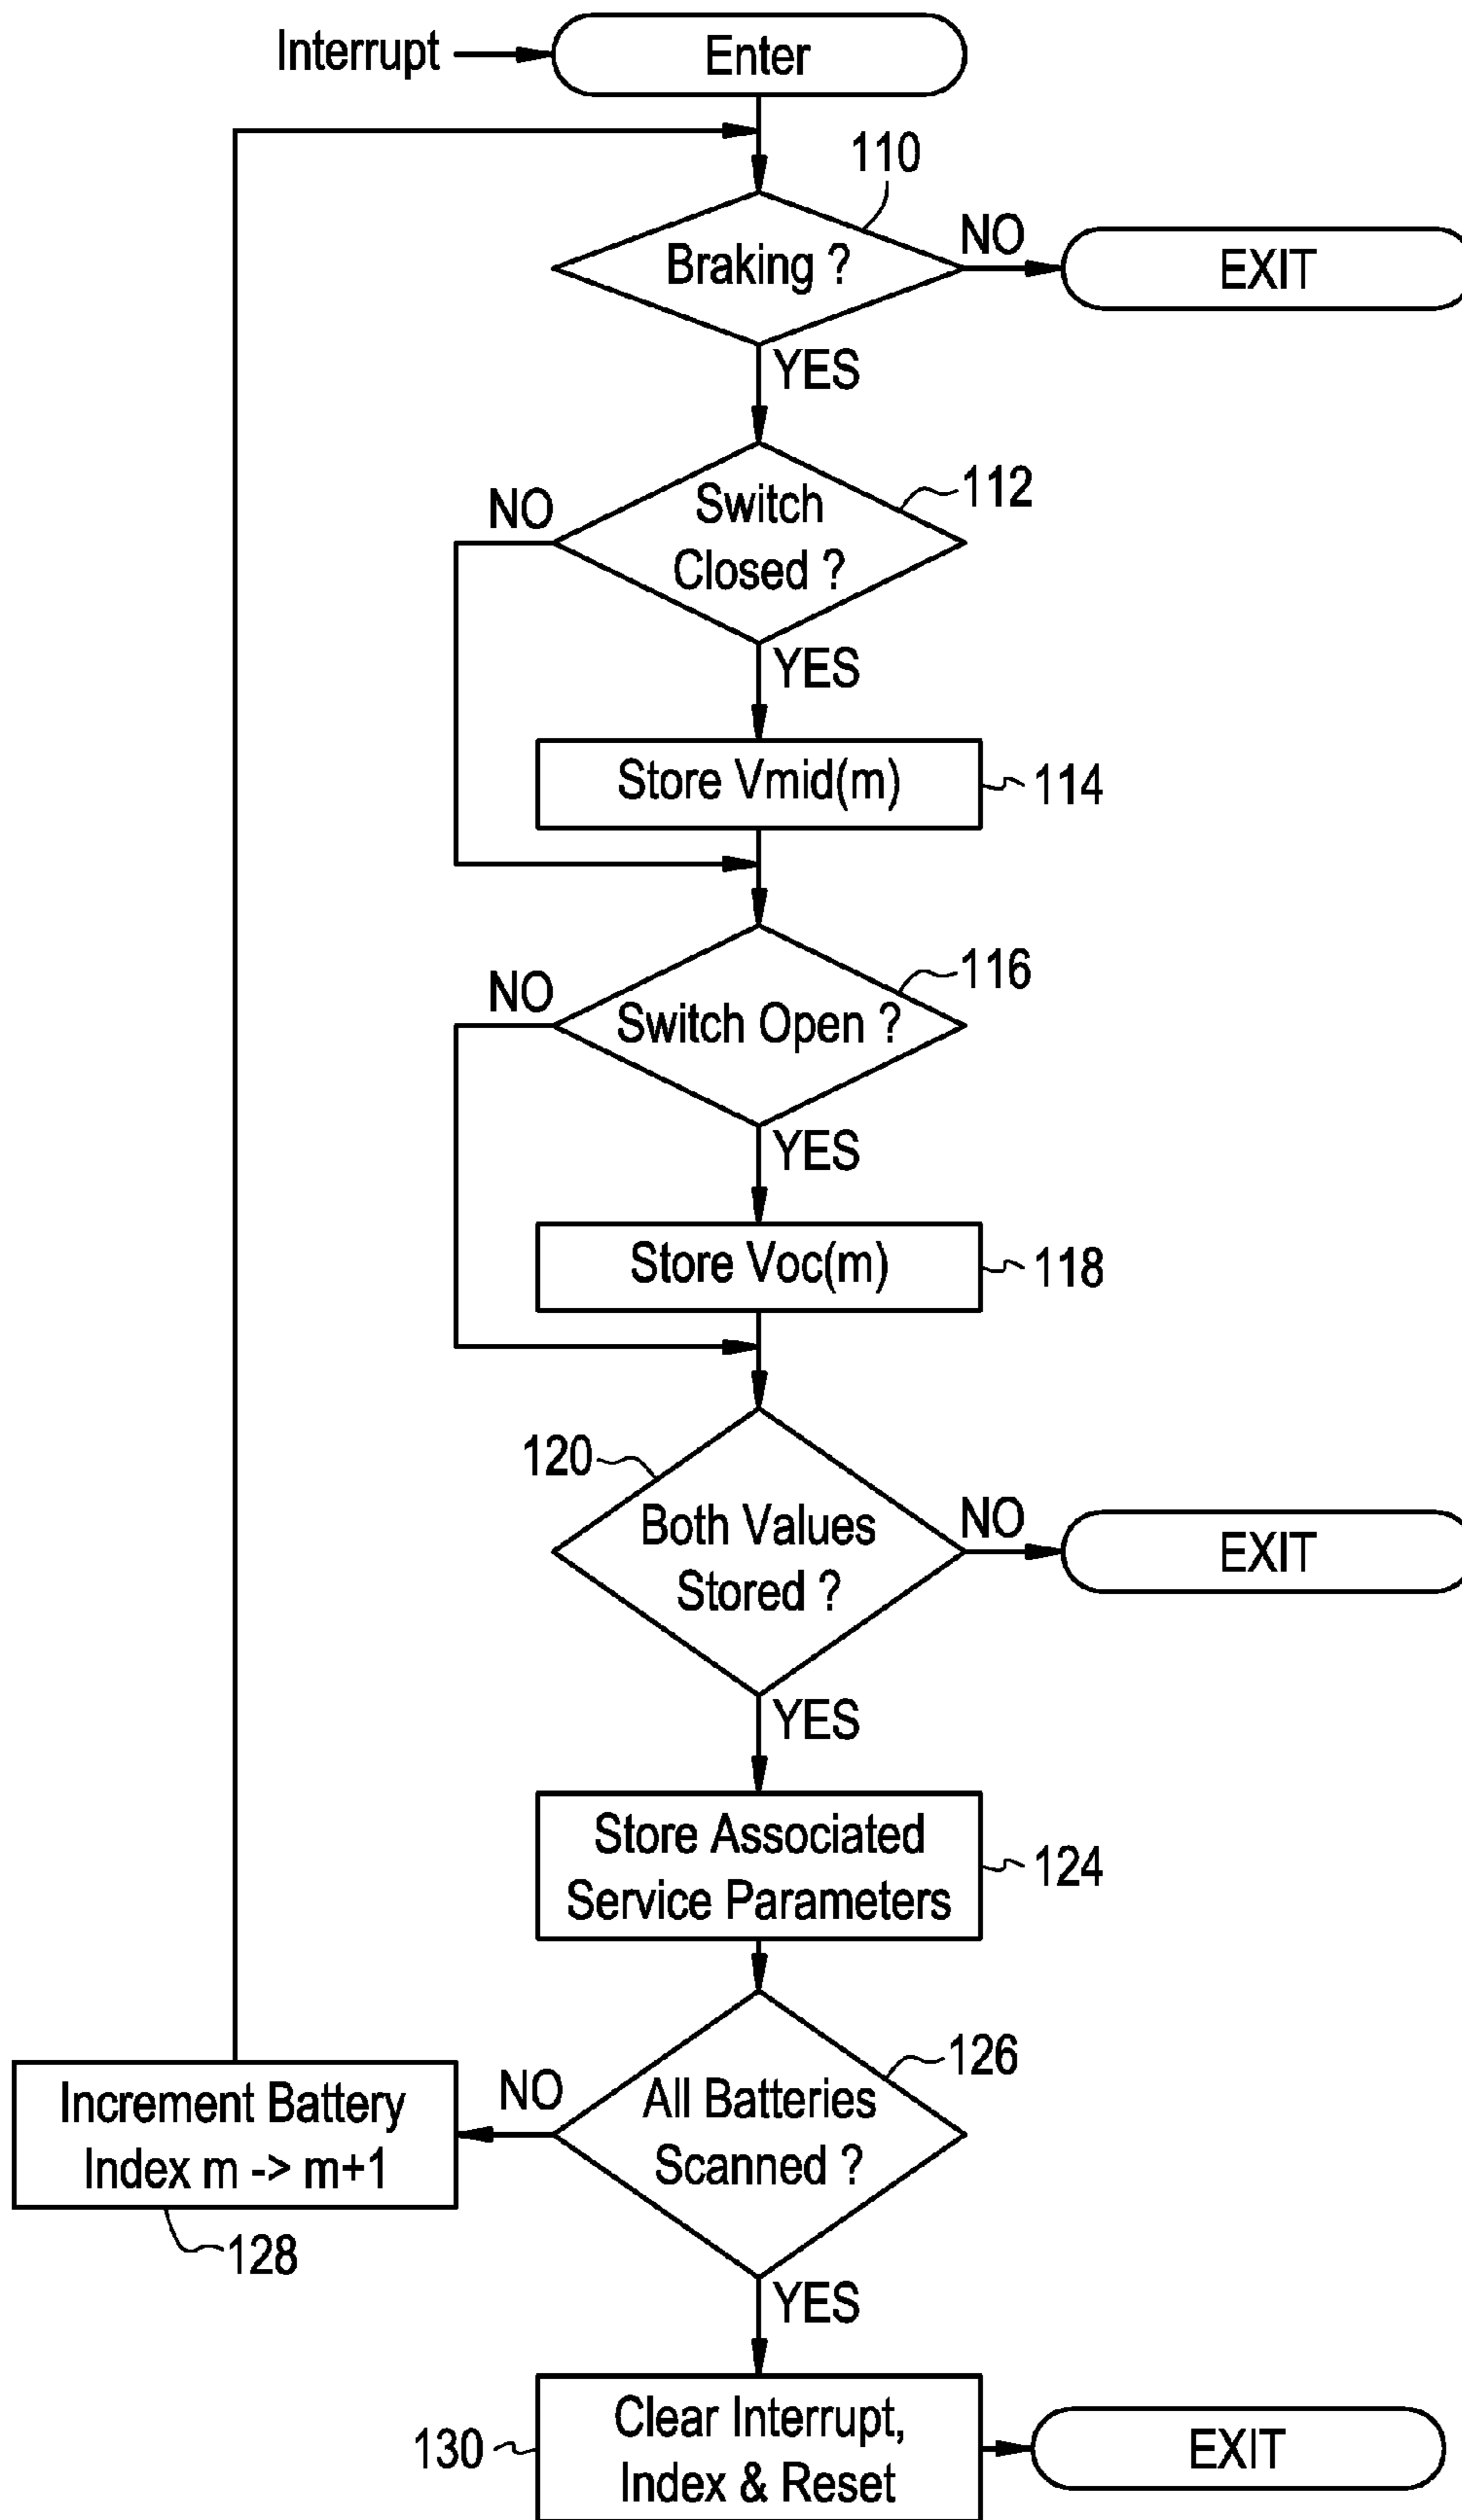 Interrupt
Enter
110
Braking ?
NO
EXIT
YES
112
NO
Switch
Closed ?
YES
Store Vmid(m)
114
116
NO
Switch Open ?
YES
Store Voc(m)
118
120
Both Values
Stored ?
NO
EXIT
YES
Store Associated
Service Parameters
124
126
All Batteries
Scanned ?
NO
Increment Battery
Index m -> m+1
128
YES
Clear Interrupt,
Index & Reset
130
EXIT